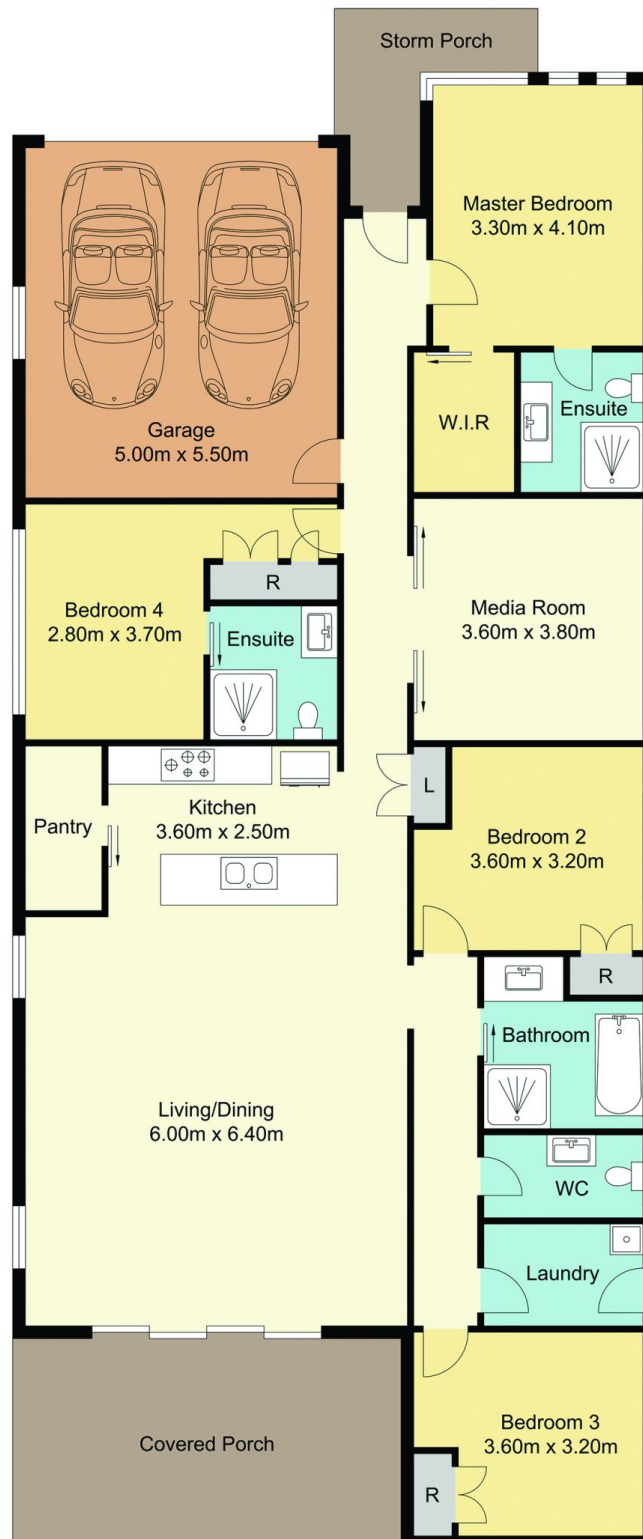 Storm Porch
Master Bedroom
3.30m x 4.10m
Garage
5.00m x 5.50m
W.I.R
Ensuite
R
Bedroom 4
2.80m x 3.70m
Ensuite
Media Room
3.60m x 3.80m
Pantry
Kitchen
3.60m x 2.50m
L
Bedroom 2
3.60m x 3.20m
R
Bathroom
Living/Dining
6.00m x 6.40m
WC
Laundry
Covered Porch
Bedroom 3
3.60m x 3.20m
R